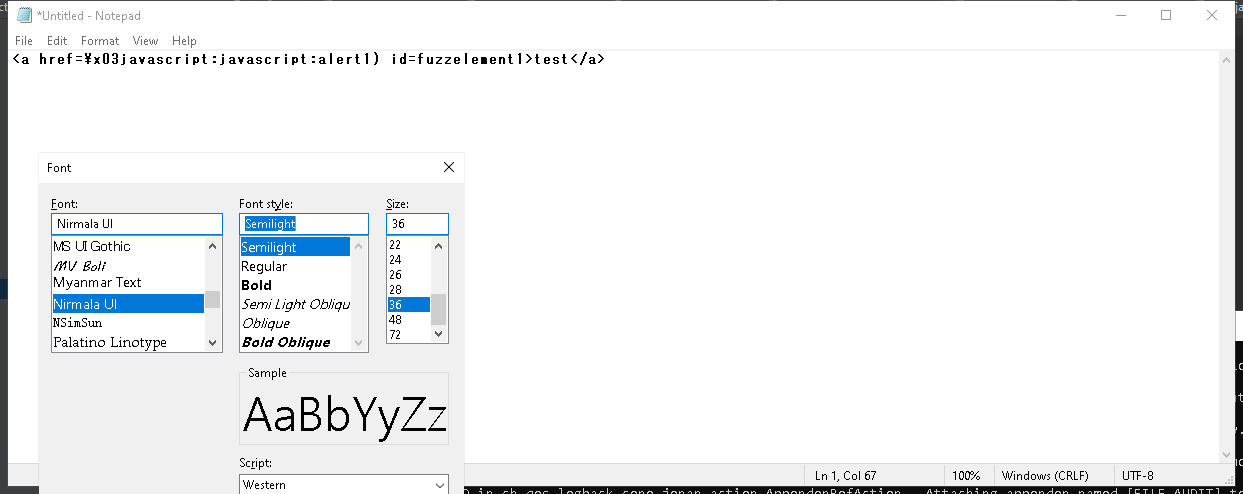 *Untitled - Notepad
File Edit Format View Help
<a href=¥x03javascript:javascript:alert1) id=fuzzelement1>test</a>
Font
Font: Font style: Size:
Nirmala UI Semilight 36
MS UI Gothic Semilight 22
MV Boli Regular 24
Myanmar Text Bold 26
Nirmala UI Semi Light Obliqu 28
NSimSun Oblique 36
Palatino Linotype Bold Oblique 48
72
Sample
AaBbYyZz
Script:
Western
Ln 1, Col 67 100% Windows (CRLF) UTF-8